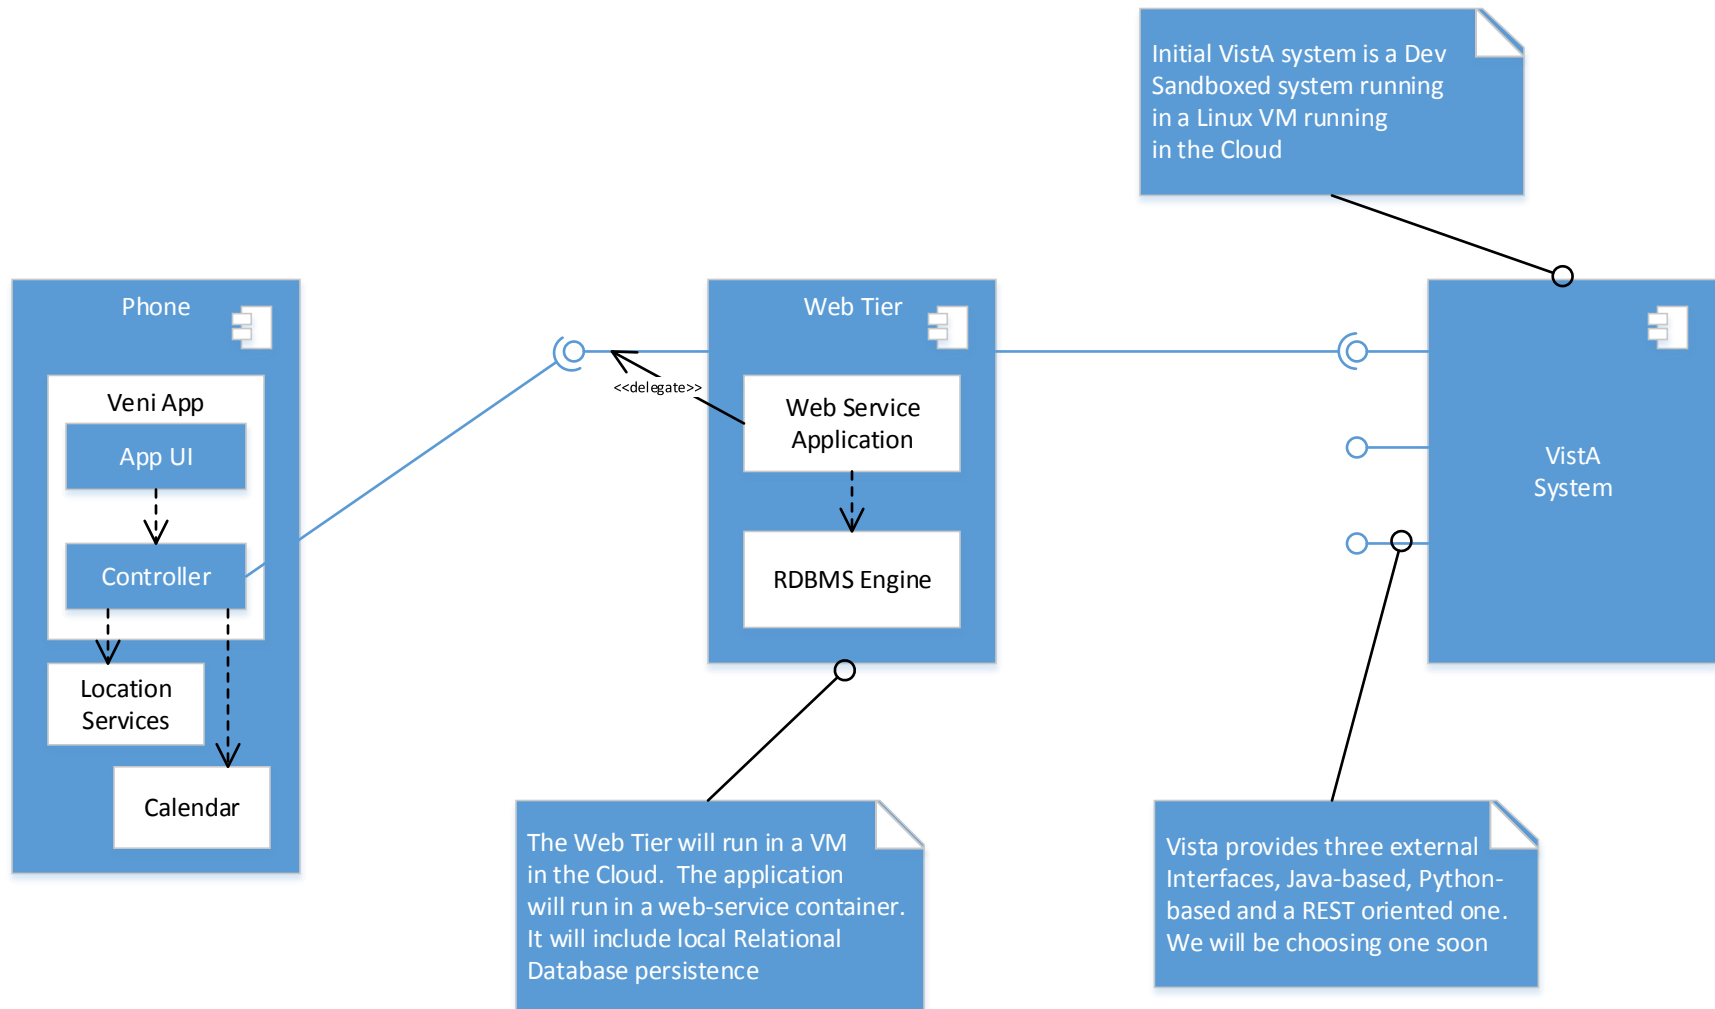 Initial VistA system is a Dev
Sandboxed system running
in a Linux VM running
in the Cloud
Phone
Veni App
App UI
Controller
Location
Services
Calendar
<<delegate>>
Web Tier
Web Service
Application
RDBMS Engine
VistA
System
The Web Tier will run in a VM
in the Cloud.  The application
will run in a web-service container.
It will include local Relational
Database persistence
Vista provides three external
Interfaces, Java-based, Python-
based and a REST oriented one.
We will be choosing one soon